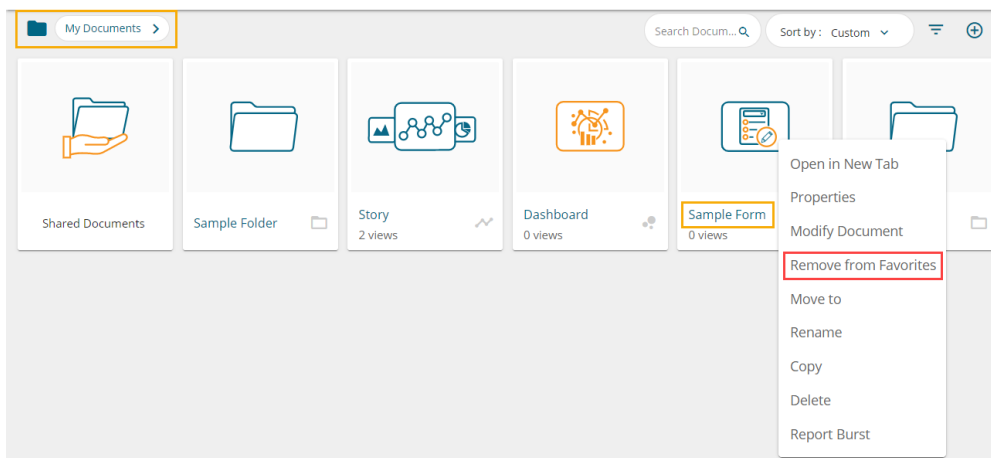 My Documents
Search Docum...
Sort by : Custom
Shared Documents
Sample Folder
Story
2 views
Dashboard
0 views
Sample Form
0 views
Open in New Tab
Properties
Modify Document
Remove from Favorites
Move to
Rename
Copy
Delete
Report Burst